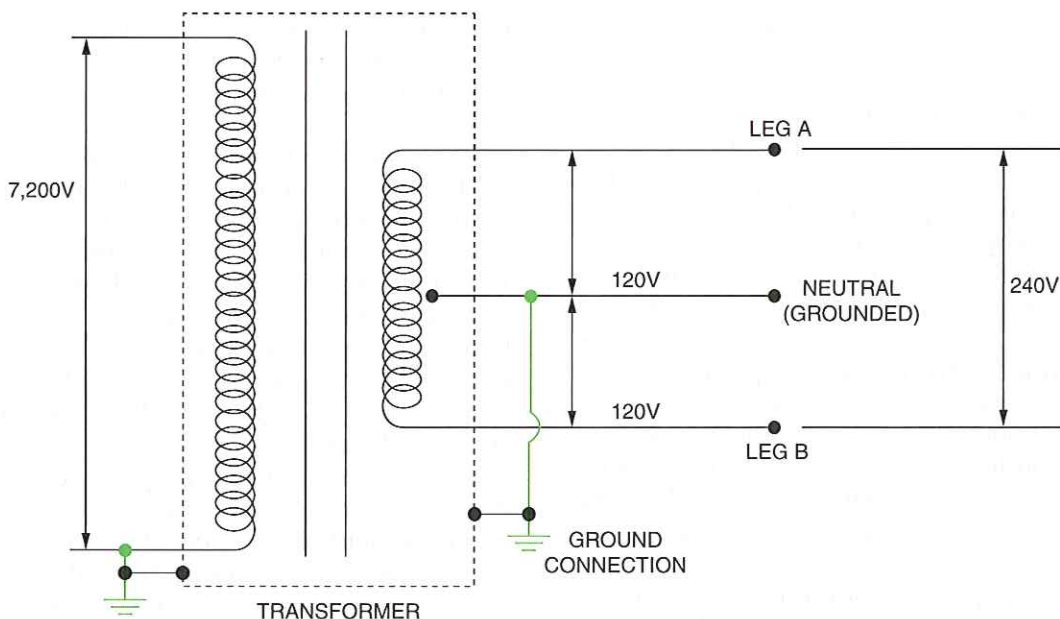 7,200V
LEG A
120V
NEUTRAL
(GROUNDED)
240V
120V
LEG B
GROUND
CONNECTION
TRANSFORMER